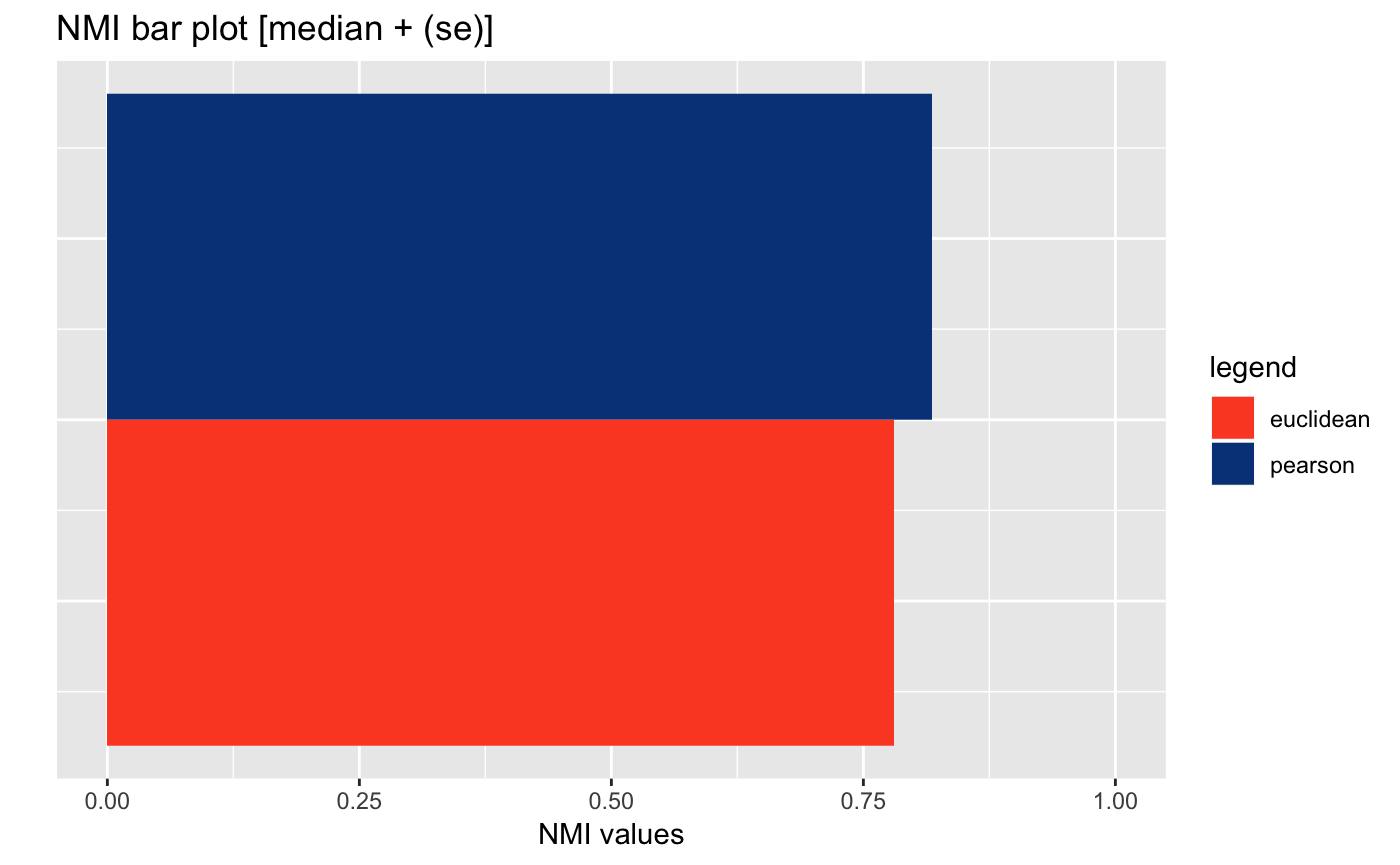 NMI bar plot [median + (se)]
legend
euclidean
pearson
0.00 0.25 0.50 0.75 1.00
NMI values